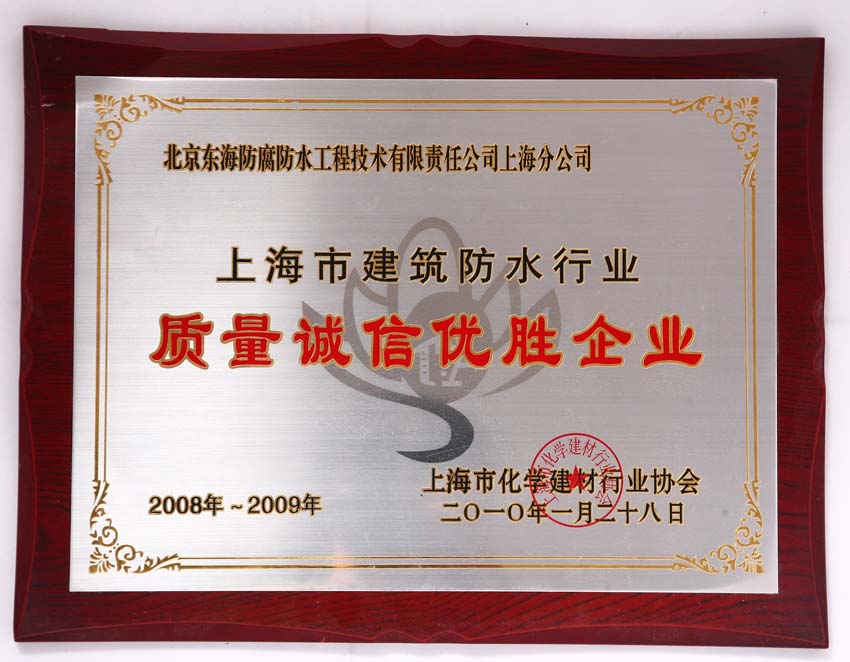 北京东海防腐防水工程技术有限责任公司上海分公司
上海市建筑防水行业
质量诚信优胜企业
2008年~2009年
上海市化学建材行业协会
二〇一〇年一月二十八日
上海市化学建材行业协会